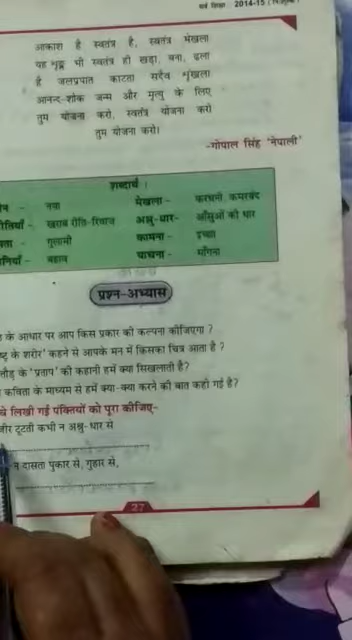 सर्व शिक्षा 2014-15 (
आकाश है स्वतंत्र है, स्वतंत्र मेखला
यह शृङ्ग भी स्वतंत्र ही खड़ा, बना, ढला
है जलप्रपात काटता सदैव शृंखला
आनन्द-शोक जन्म और मृत्यु के लिए
तुम योजना करो, स्वतंत्र योजना करो
तुम योजना करो।
-गोपाल सिंह 'नेपाली'
शब्दार्थ :
न - नया मेखला - करधनी कमरबंद
रीतियाँ - खराब रीति-रिवाज अश्रु-धार- आँसुओं की धार
सता - गुलामी कामना - इच्छा
नियाँ - बहाव याचना - माँगना
प्रश्न-अभ्यास
के आधार पर आप किस प्रकार की कल्पना कीजिएगा ?
ष्ट्र के शरीर' कहने से आपके मन में किसका चित्र आता है ?
तौड़ के 'प्रताप' की कहानी हमें क्या सिखलाती है?
कविता के माध्यम से हमें क्या-क्या करने की बात कही गई है?
चे लिखी गई पंक्तियों को पूरा कीजिए-
जीर टूटती कभी न अश्रु-धार से
न दासता पुकार से, गुहार से,
27